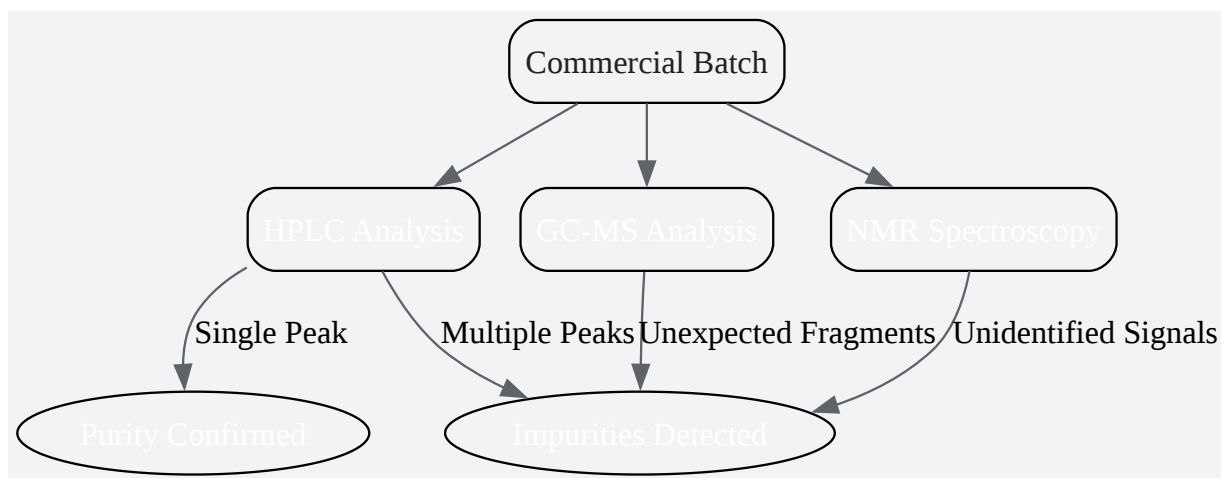 Commercial Batch
HPLC Analysis
GC-MS Analysis
NMR Spectroscopy
Single Peak
Multiple Peaks
Unexpected Fragments
Unidentified Signals
Purity Confirmed
Impurities Detected